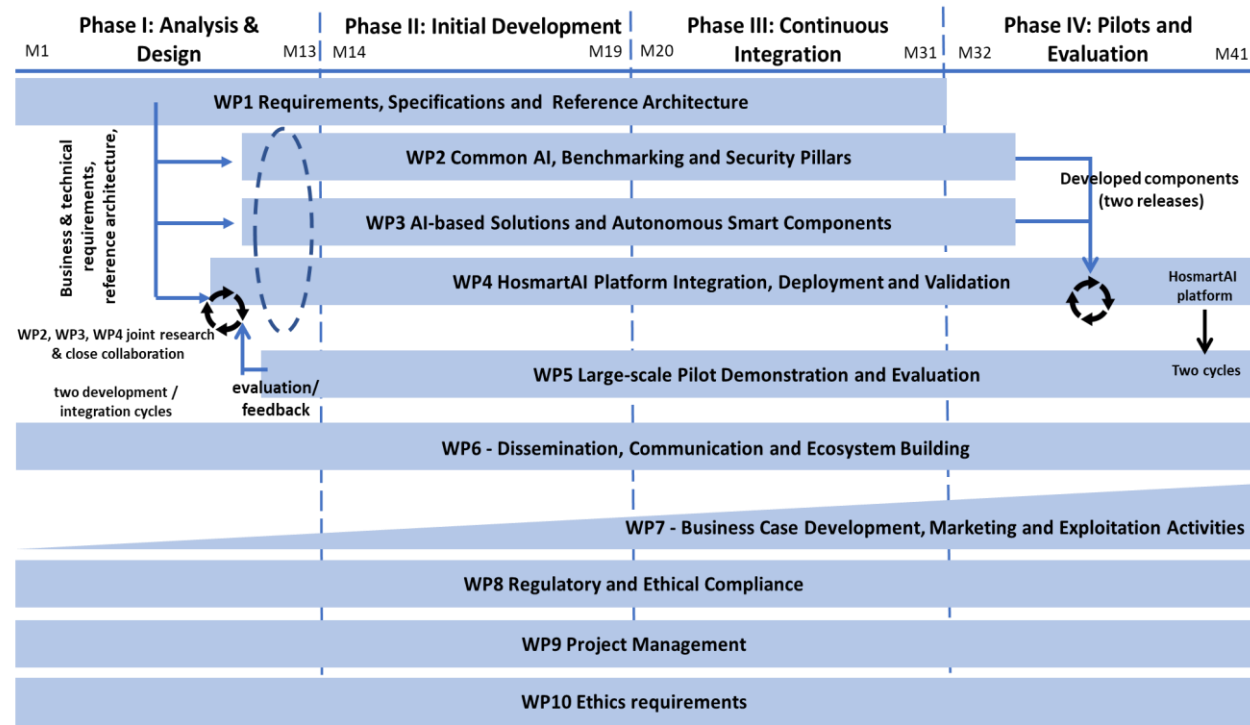 Phase I: Analysis &
Design
Phase II: Initial Development
Phase III: Continuous
Integration
Phase IV: Pilots and
Evaluation
M1
M13
M14
M19
M20
M31
M32
M41
WP1 Requirements, Specifications and Reference Architecture
Business & technical
requirements,
reference architecture,
WP2 Common AI, Benchmarking and Security Pillars
Developed components
(two releases)
WP3 AI-based Solutions and Autonomous Smart Components
WP4 HosmartAI Platform Integration, Deployment and Validation
HosmartAI
platform
WP2, WP3, WP4 joint research
& close collaboration
two development /
integration cycles
evaluation/
feedback
WP5 Large-scale Pilot Demonstration and Evaluation
Two cycles
WP6 - Dissemination, Communication and Ecosystem Building
WP7 - Business Case Development, Marketing and Exploitation Activities
WP8 Regulatory and Ethical Compliance
WP9 Project Management
WP10 Ethics requirements